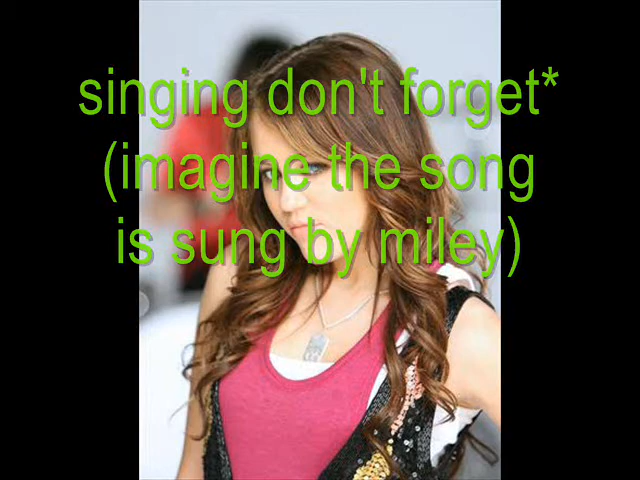 singing don't forget*
(imagine the song
is sung by miley)